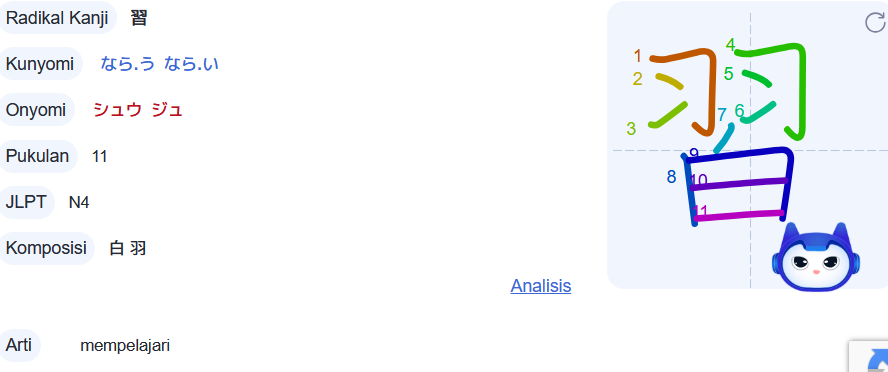 Radikal Kanji 習
Kunyomi なら.う なら.い
Onyomi シュウ ジュ
Pukulan 11
JLPT N4
Komposisi 白 羽
Analisis
Arti mempelajari
1
2
3
4
5
6
7
8
9
10
11